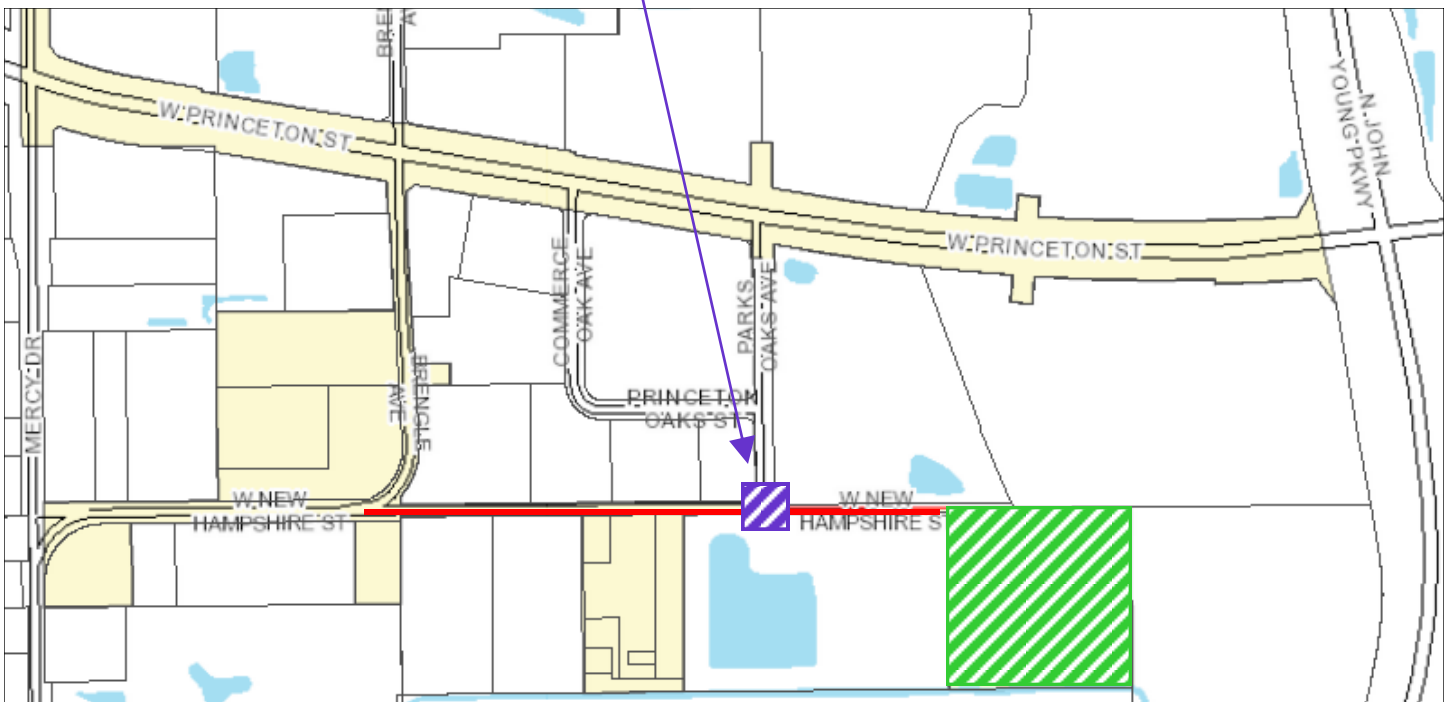 BRE
A
W PRINCETON ST
N JOHN
YOUNG PKWY
W PRINCETON ST
COMMERCE
OAK AVE
PARKS
OAKS AVE
MERCY DR
BRENGLE
AVE
PRINCETON
OAKS ST
W NEW
HAMPSHIRE ST
W NEW
HAMPSHIRE S